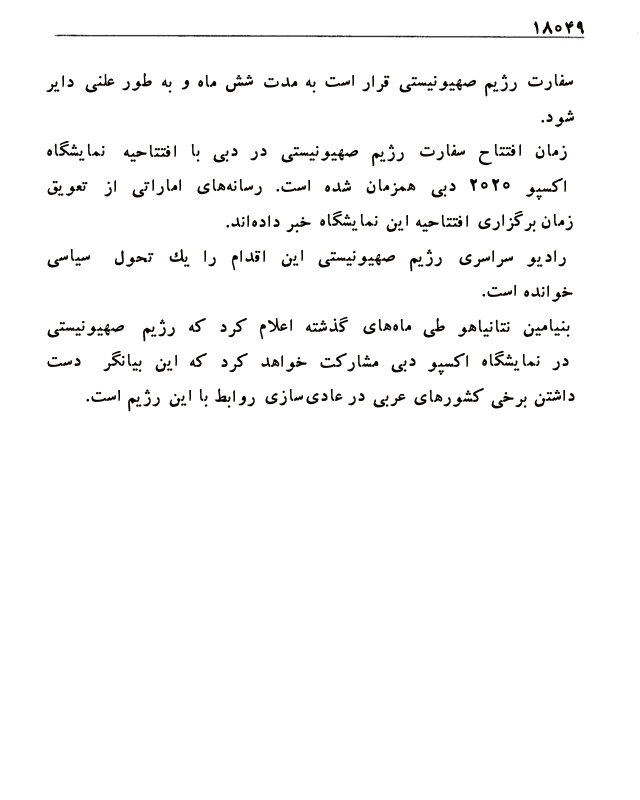 ۱۸۰۴۹
سفارت رژیم صهیونیستی قرار است به مدت شش ماه و به طور علنی دایر
شود.
زمان افتتاح سفارت رژیم صهیونیستی در دبی با افتتاحیه نمایشگاه
اکسپو ۲۰۲۰ دبی همزمان شده است. رسانه‌های اماراتی از تعویق
زمان برگزاری افتتاحیه این نمایشگاه خبر داده‌اند.
رادیو سراسری رژیم صهیونیستی این اقدام را یك تحول سیاسی
خوانده است.
بنیامین نتانیاهو طی ماه‌های گذشته اعلام کرد که رژیم صهیونیستی
در نمایشگاه اکسپو دبی مشارکت خواهد کرد که این بیانگر دست
داشتن برخی کشورهای عربی در عادی‌سازی روابط با این رژیم است.